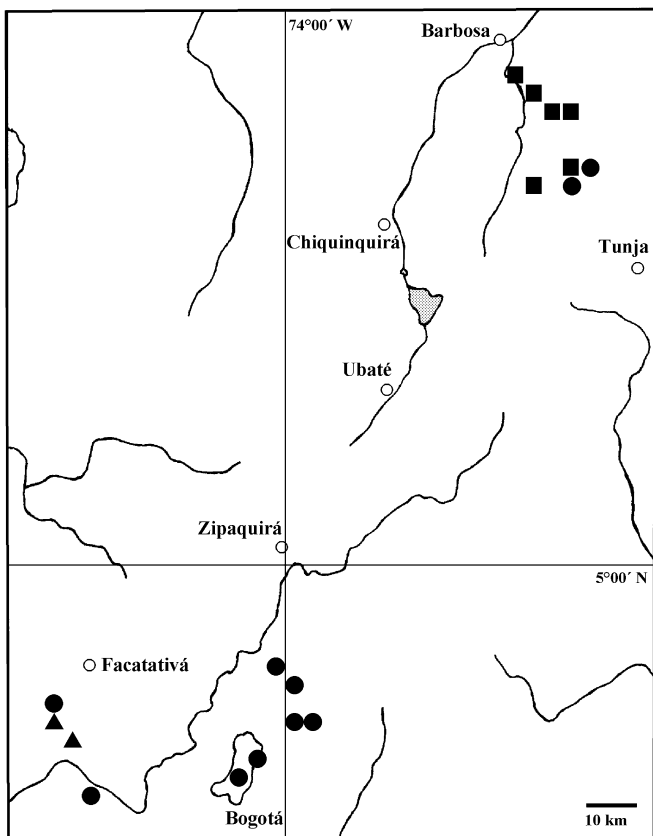 74°00´ W
Barbosa
Chiquinquirá
Tunja
Ubaté
Zipaquirá
5°00´ N
Facatativá
Bogotá
10 km